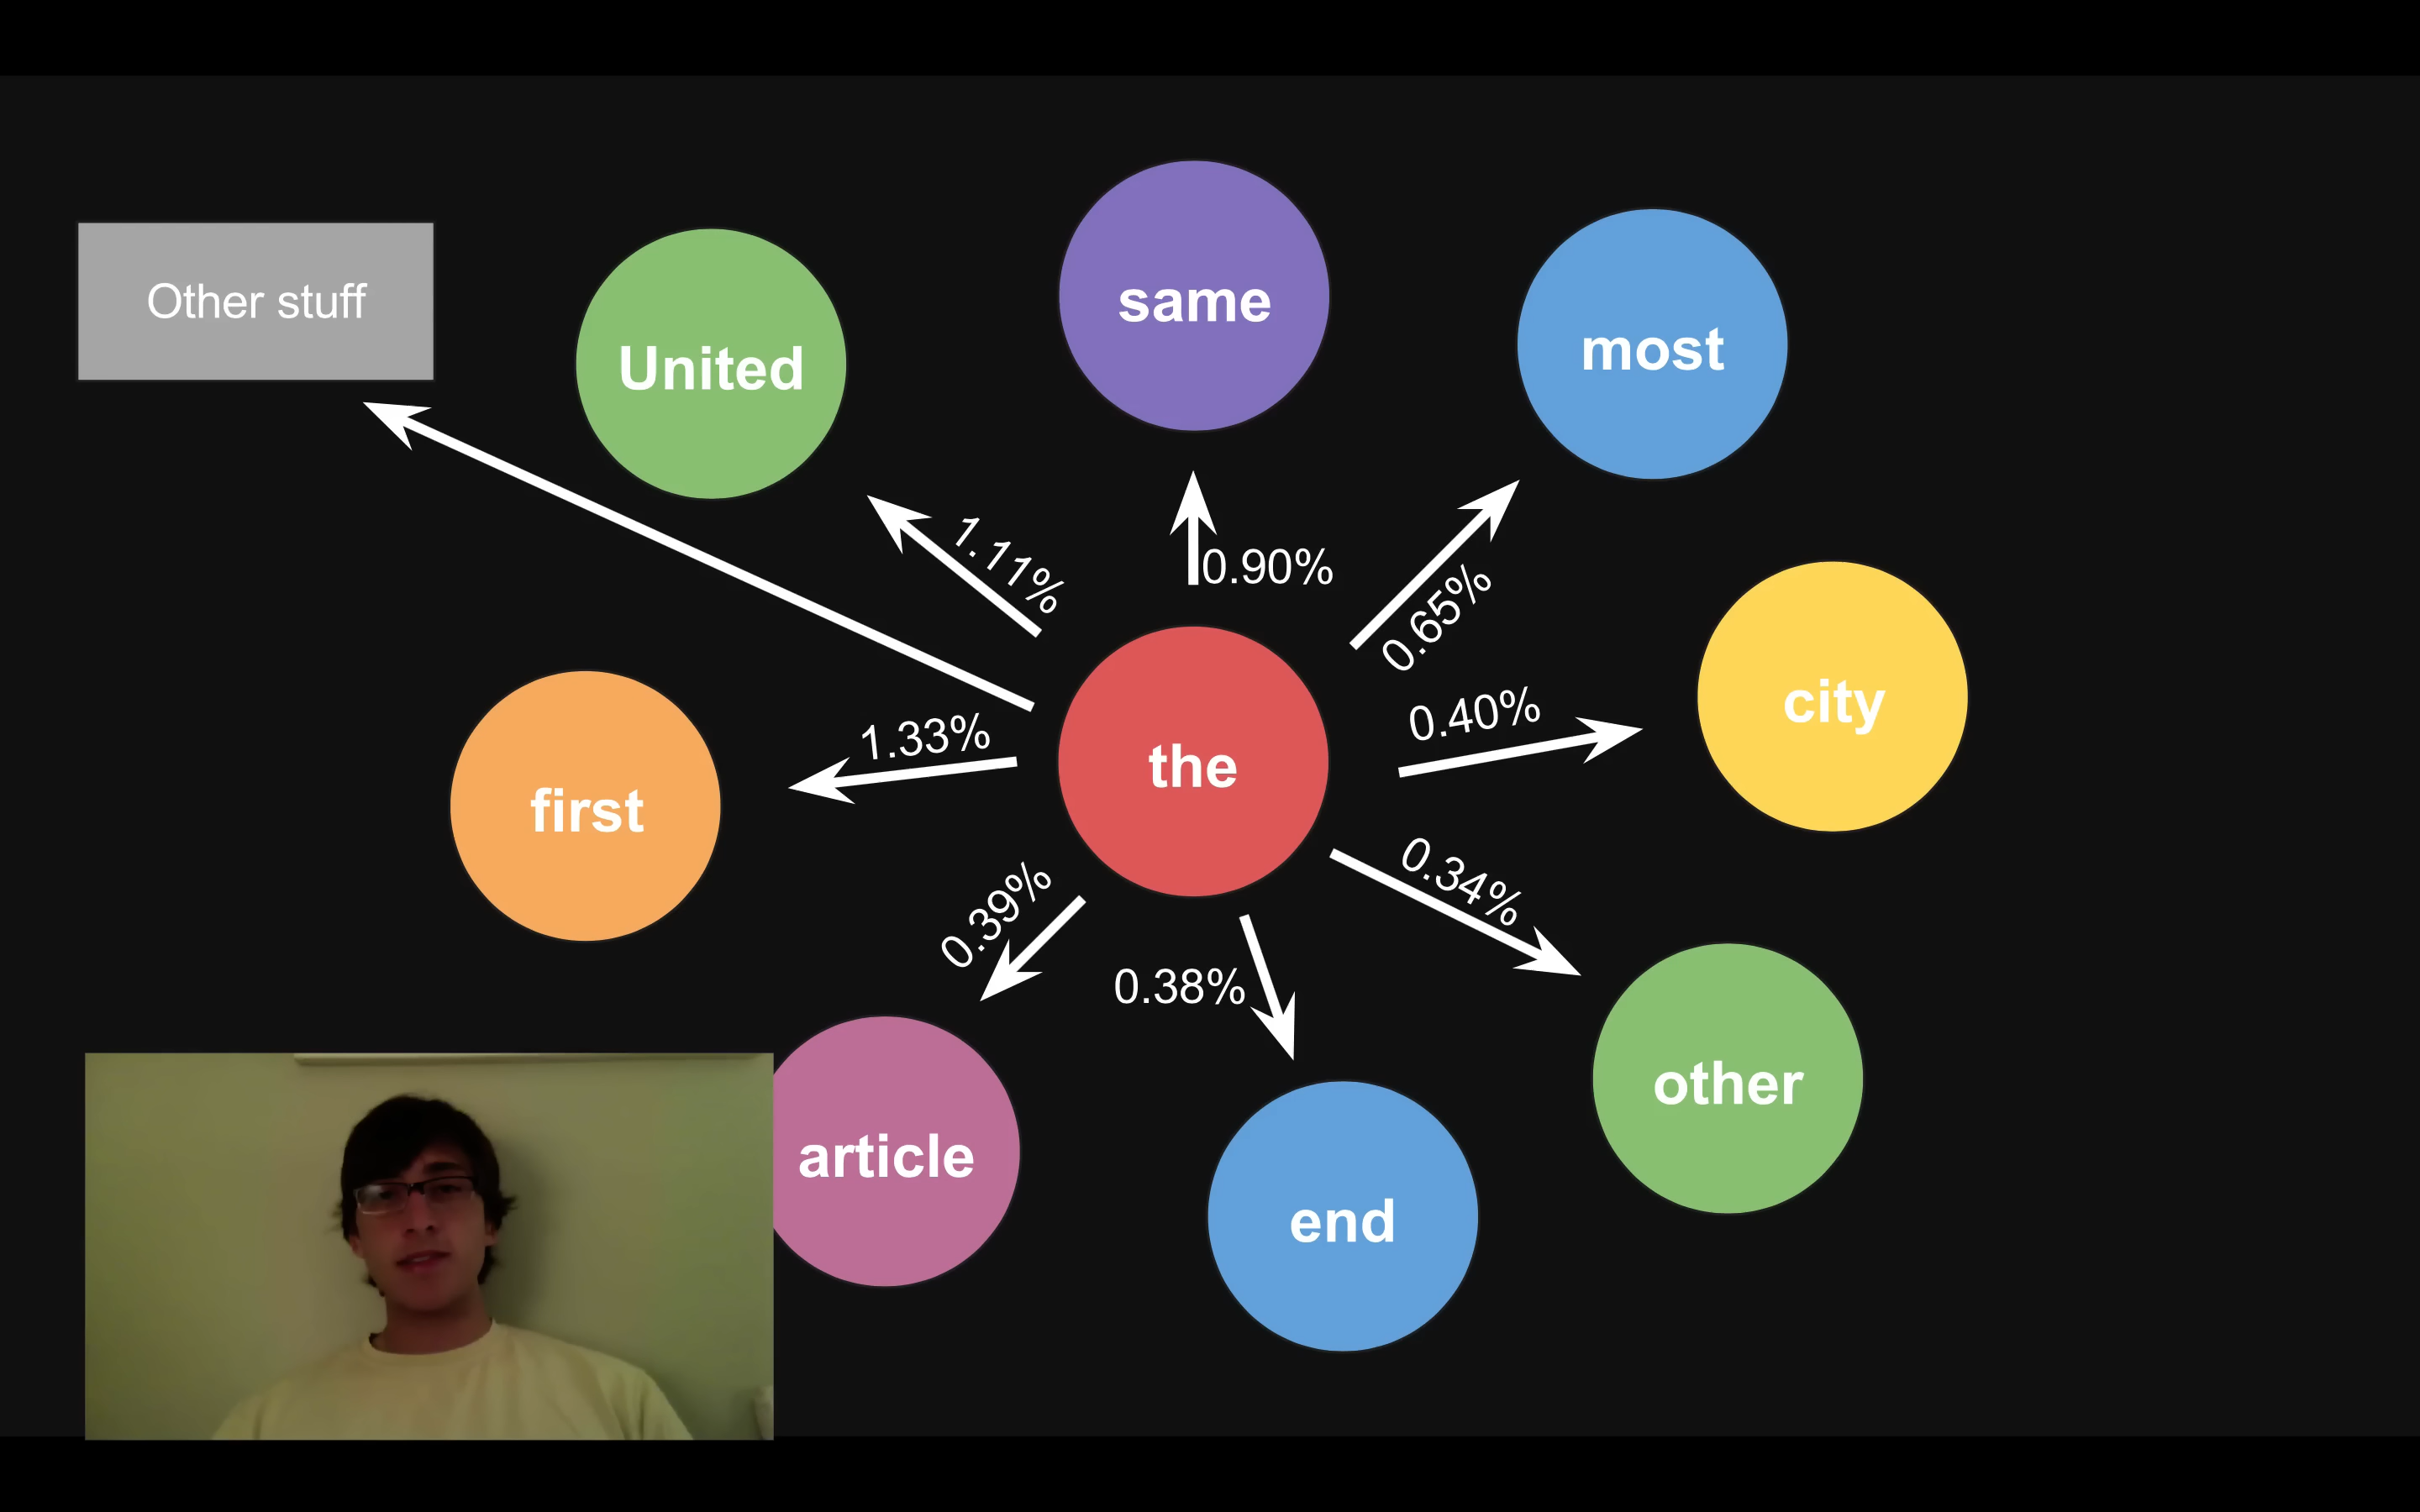 Other stuff
United
same
most
1.11%
0.90%
0.65%
city
0.40%
1.33%
the
first
0.34%
0.39%
0.38%
other
article
end